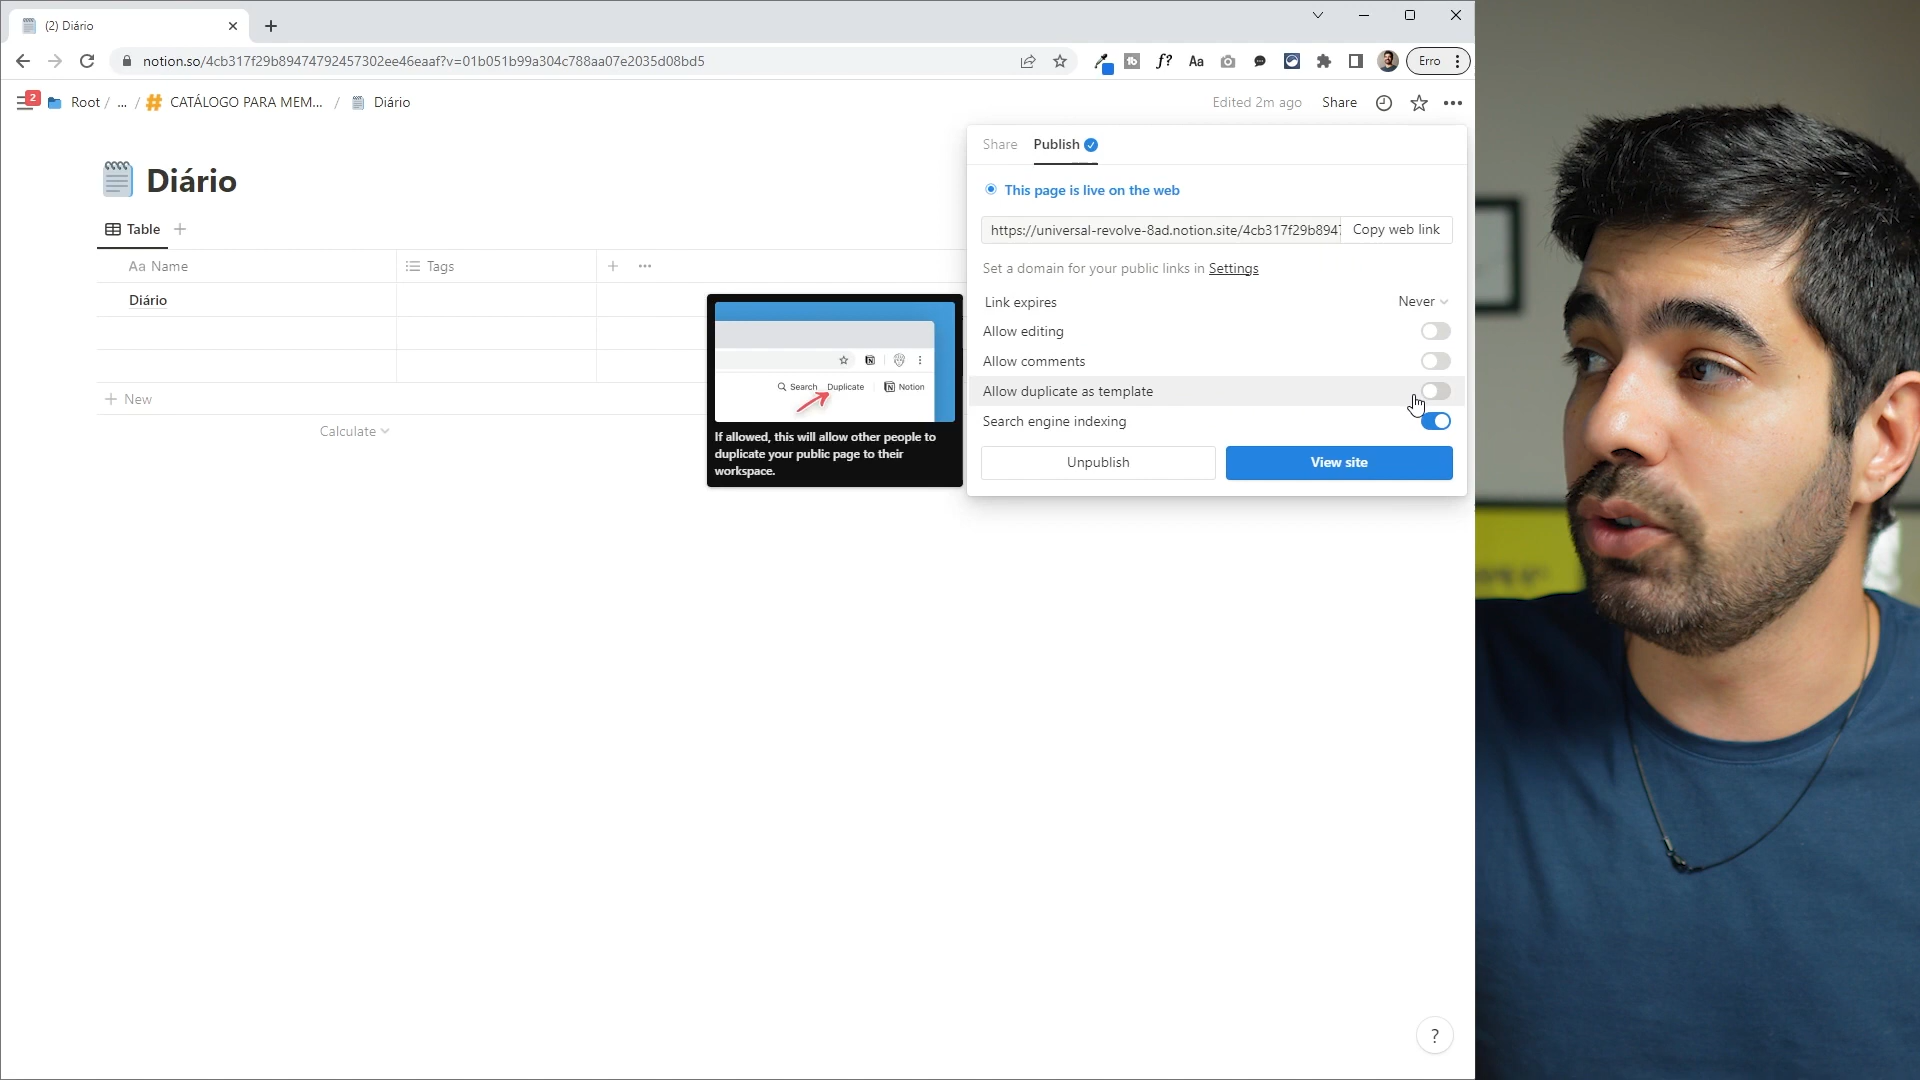 (2) Diário
notion.so/4cb317f29b89474792457302ee46eaaf?v=01b051b99a304c788aa07e2035d08bd5
f?
Aa
Erro
2
Root / ... / CATÁLOGO PARA MEM... / Diário
Edited 2m ago
Share
Diário
Table
Aa Name
Tags
Diário
+ New
Calculate
Share
Publish
This page is live on the web
https://universal-revolve-8ad.notion.site/4cb317f29b8947
Copy web link
Set a domain for your public links in Settings
Link expires
Never
Allow editing
Allow comments
Allow duplicate as template
Search engine indexing
Unpublish
View site
Search
Duplicate
Notion
If allowed, this will allow other people to
duplicate your public page to their
workspace.
?